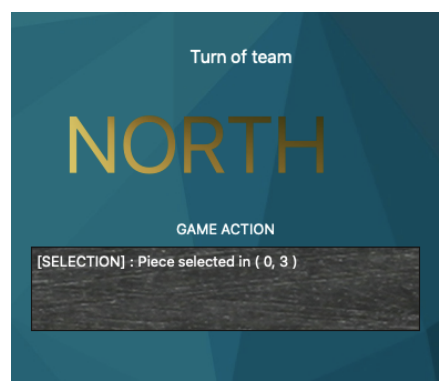 Turn of team
NORTH
GAME ACTION
[SELECTION] : Piece selected in ( 0, 3 )